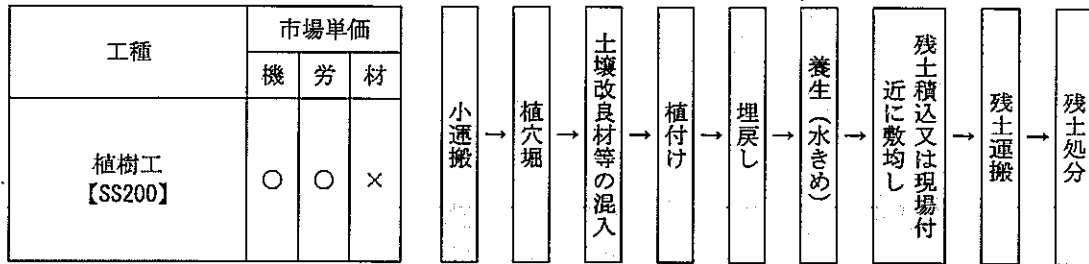 工種
市場単価
機 労 材
植樹工
【SS200】
○ ○ ×
小運搬
→
植穴掘
→
土壌改良材等の混入
→
植付け
→
埋戻し
→
養生（水きめ）
→
残土積込又は現場付
近に敷均し
→
残土運搬
→
残土処分